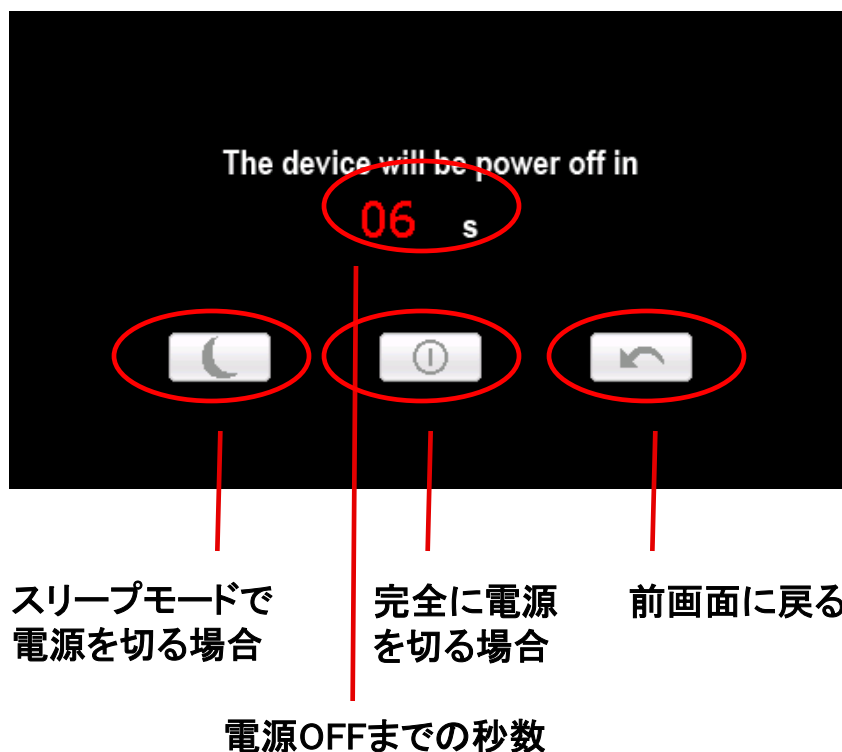 The device will be power off in
06 s
スリープモードで
電源を切る場合
完全に電源
を切る場合
前画面に戻る
電源OFFまでの秒数